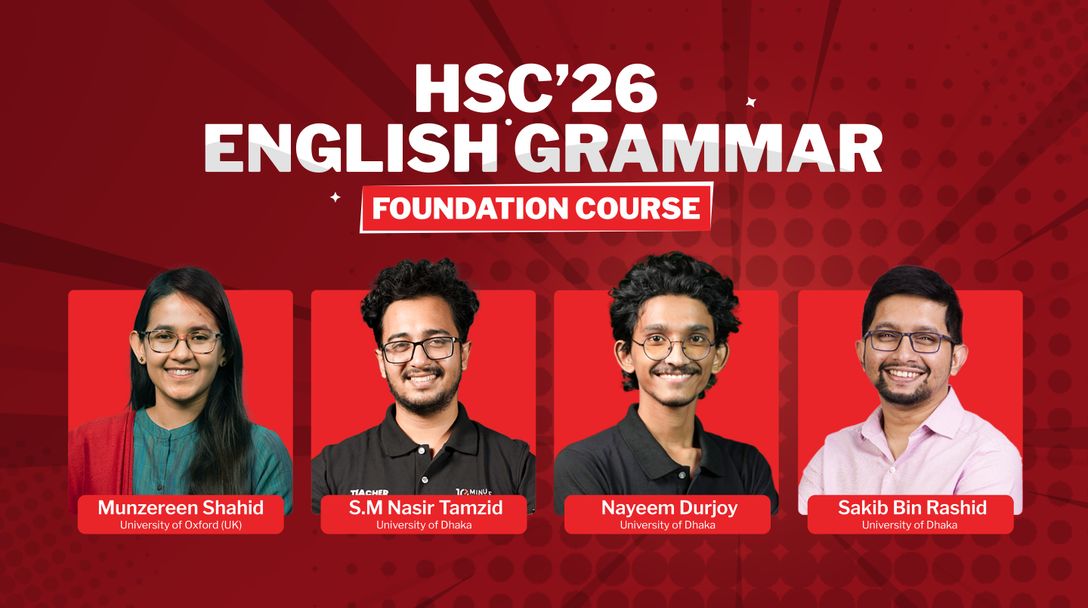 HSC’26
ENGLISH GRAMMAR
FOUNDATION COURSE
TEACHER
10 MINUS
Munzereen Shahid
University of Oxford (UK)
S.M Nasir Tamzid
University of Dhaka
Nayeem Durjoy
University of Dhaka
Sakib Bin Rashid
University of Dhaka